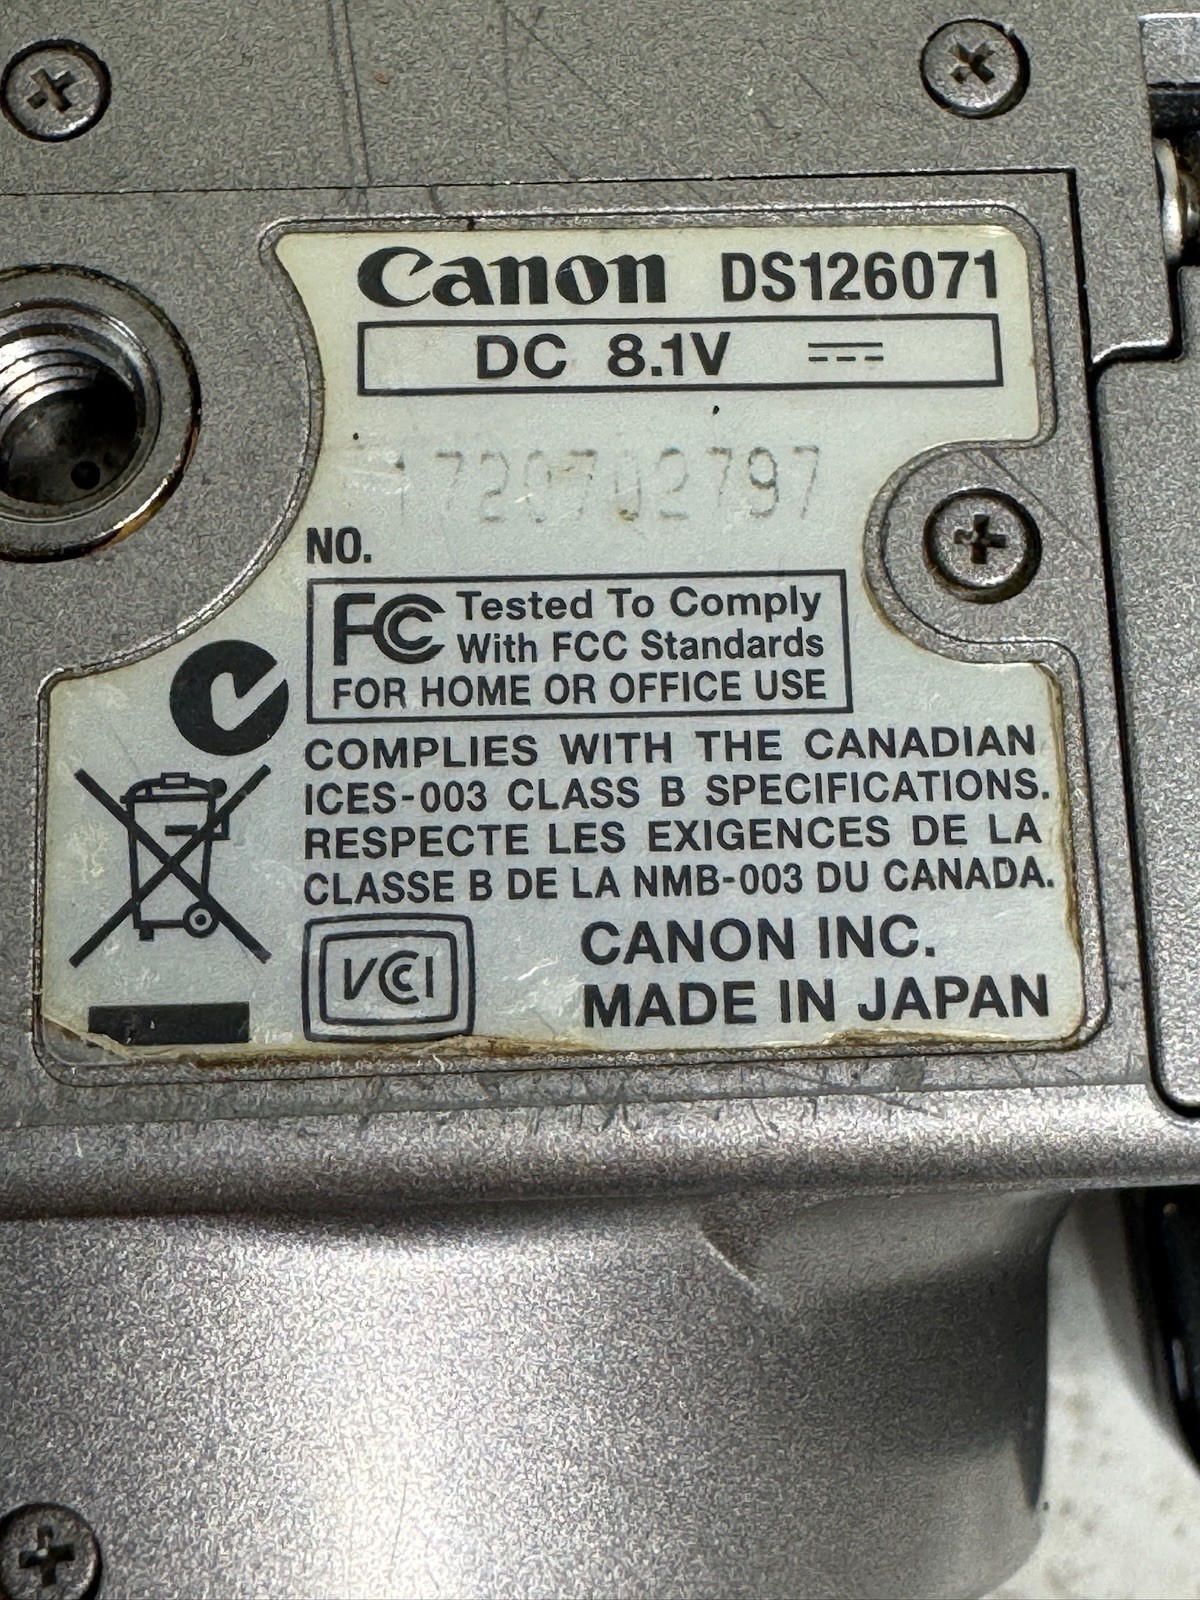 Canon DS126071
DC 8.1V
NO.
FC Tested To Comply
With FCC Standards
FOR HOME OR OFFICE USE
COMPLIES WITH THE CANADIAN
ICES-003 CLASS B SPECIFICATIONS.
RESPECTE LES EXIGENCES DE LA
CLASSE B DE LA NMB-003 DU CANADA.
VCCI
CANON INC.
MADE IN JAPAN